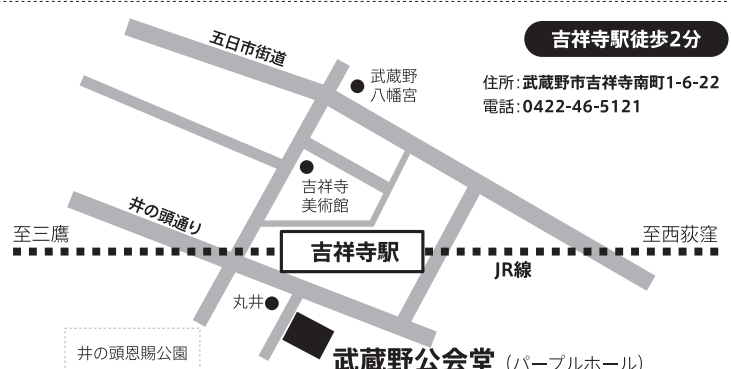 吉祥寺駅徒歩2分
住所:武蔵野市吉祥寺南町1-6-22
電話:0422-46-5121
五日市街道
武蔵野
八幡宮
吉祥寺
美術館
井の頭通り
至三鷹
吉祥寺駅
至西荻窪
JR線
丸井
井の頭恩賜公園
武蔵野公会堂(パープルホール)